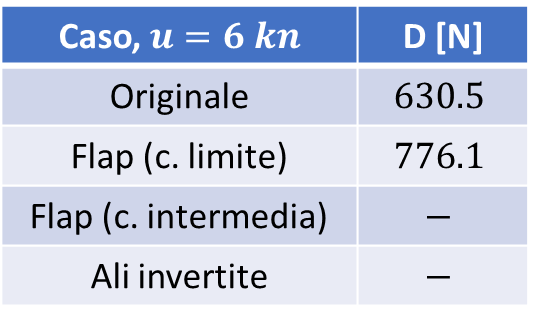 Caso, u = 6 kn D [N]
Originale 630.5
Flap (c. limite) 776.1
Flap (c. intermedia) –
Ali invertite –